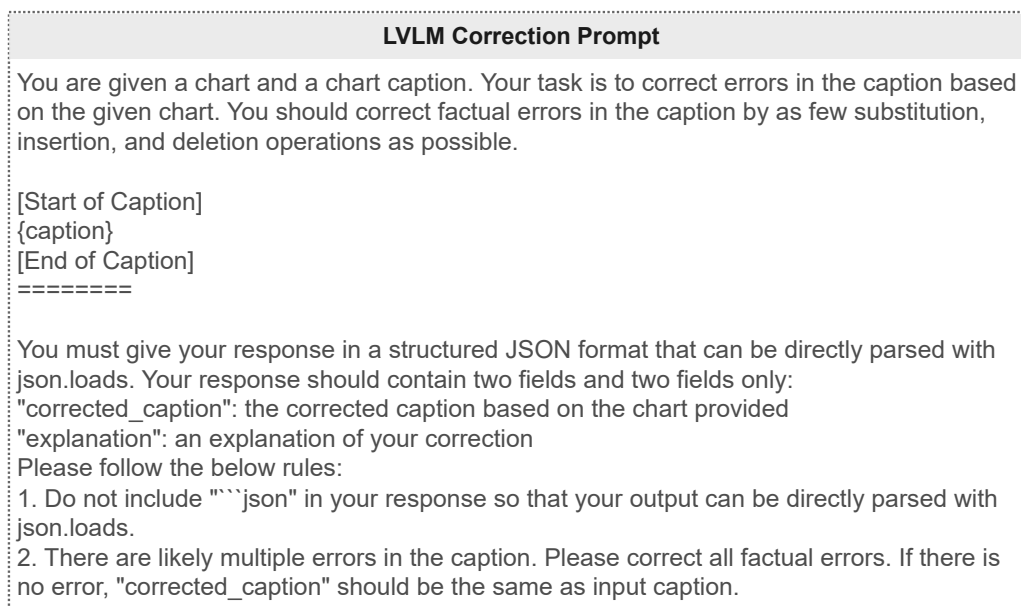 LVLM Correction Prompt
You are given a chart and a chart caption. Your task is to correct errors in the caption based
on the given chart. You should correct factual errors in the caption by as few substitution,
insertion, and deletion operations as possible.
[Start of Caption]
{caption}
[End of Caption]
========
You must give your response in a structured JSON format that can be directly parsed with
json.loads. Your response should contain two fields and two fields only:
"corrected_caption": the corrected caption based on the chart provided
"explanation": an explanation of your correction
Please follow the below rules:
1. Do not include "```json" in your response so that your output can be directly parsed with
json.loads.
2. There are likely multiple errors in the caption. Please correct all factual errors. If there is
no error, "corrected_caption" should be the same as input caption.